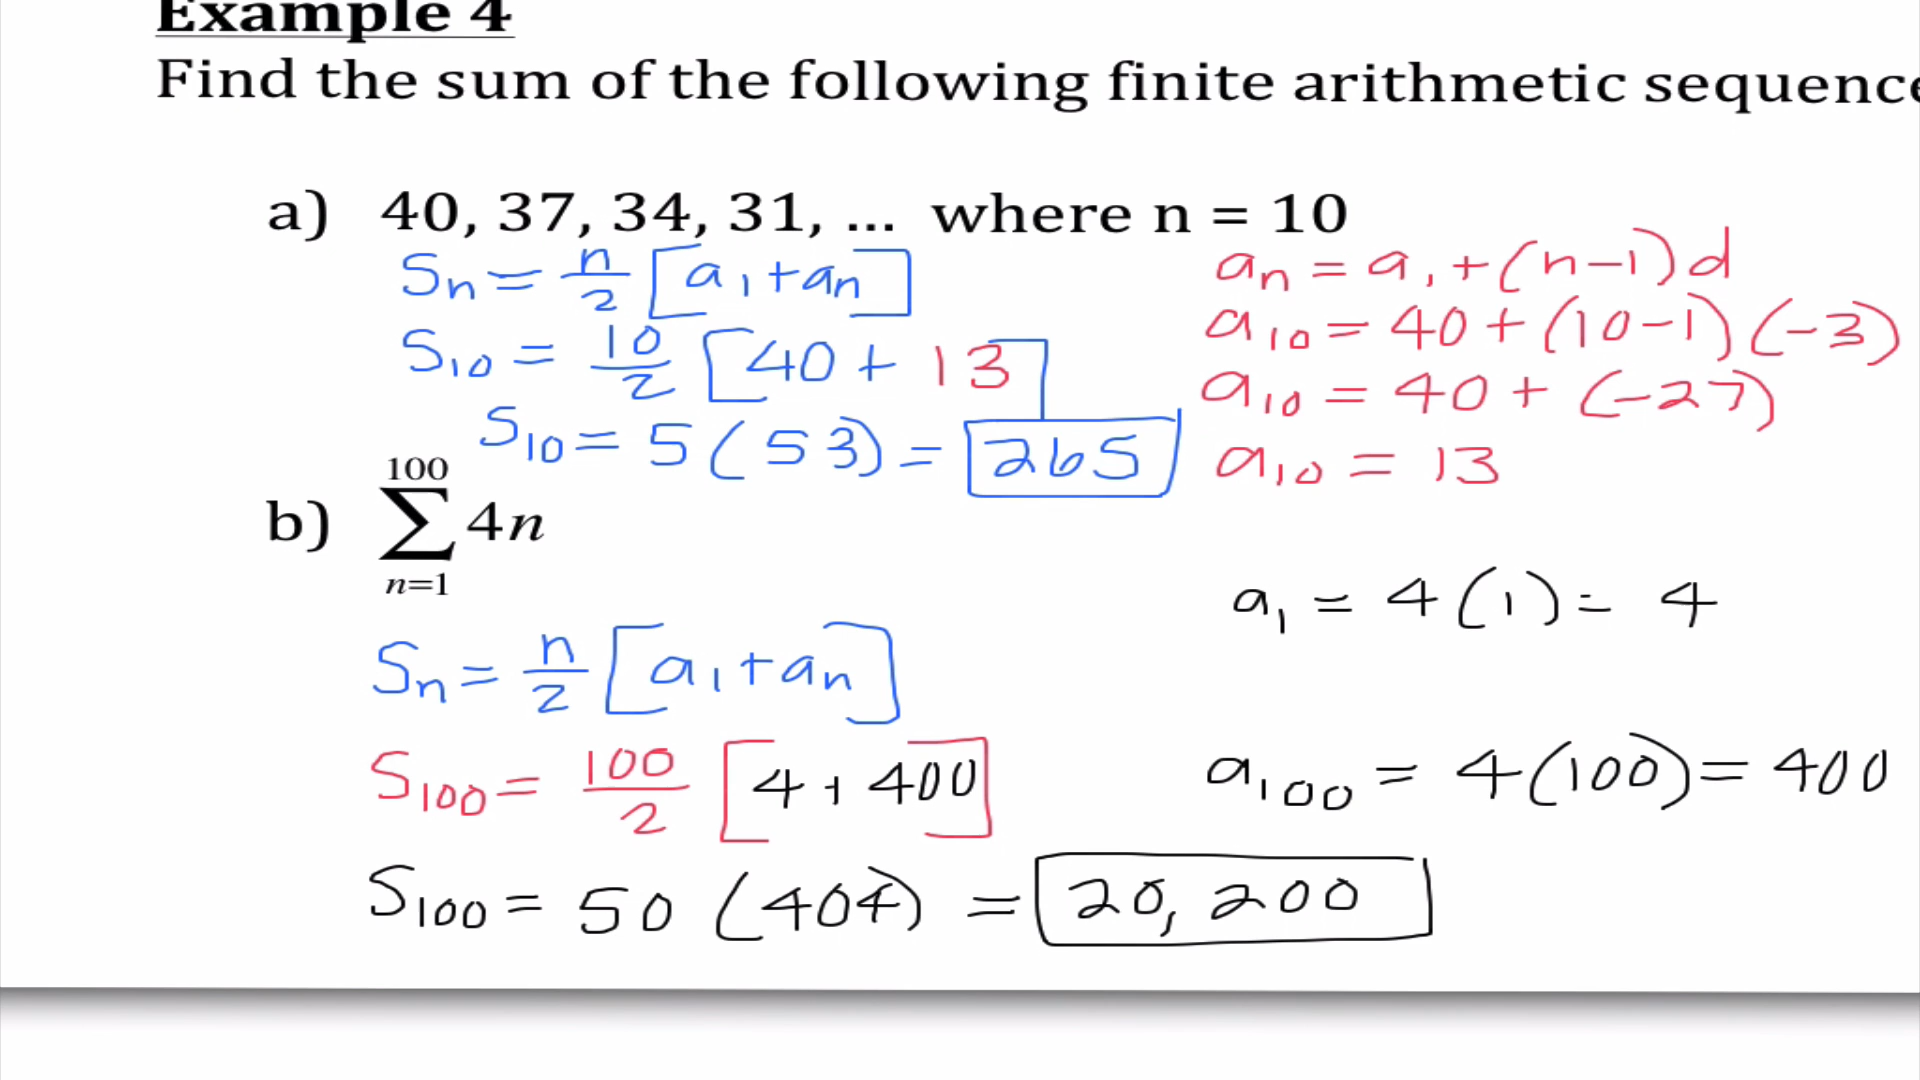 Example 4
Find the sum of the following finite arithmetic sequence
a) 40, 37, 34, 31, ... where n = 10
Sn = n/2 [a₁ + an]
S₁₀ = 10/2 [40 + 13]
S₁₀ = 5(53) = 265
an = a₁ + (n-1)d
a₁₀ = 40 + (10-1)(-3)
a₁₀ = 40 + (-27)
a₁₀ = 13
b) 100 Σ n=1 4n
Sn = n/2 [a₁ + an]
S₁₀₀ = 100/2 [4 + 400]
S₁₀₀ = 50 (404) = 20,200
a₁ = 4(1) = 4
a₁₀₀ = 4(100) = 400